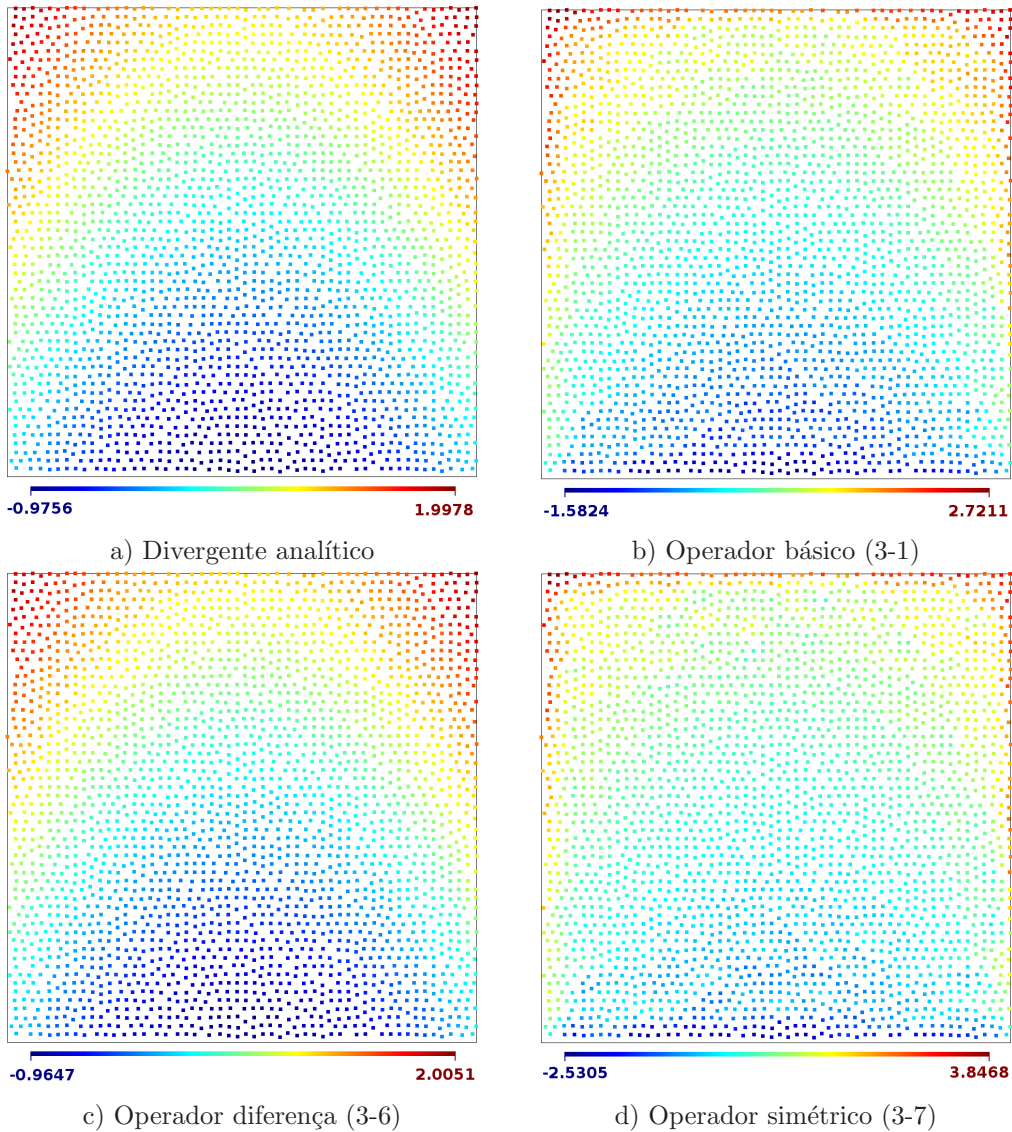 -0.9756 1.9978
-1.5824 2.7211
a) Divergente analítico
b) Operador básico (3-1)
-0.9647 2.0051
-2.5305 3.8468
c) Operador diferença (3-6)
d) Operador simétrico (3-7)